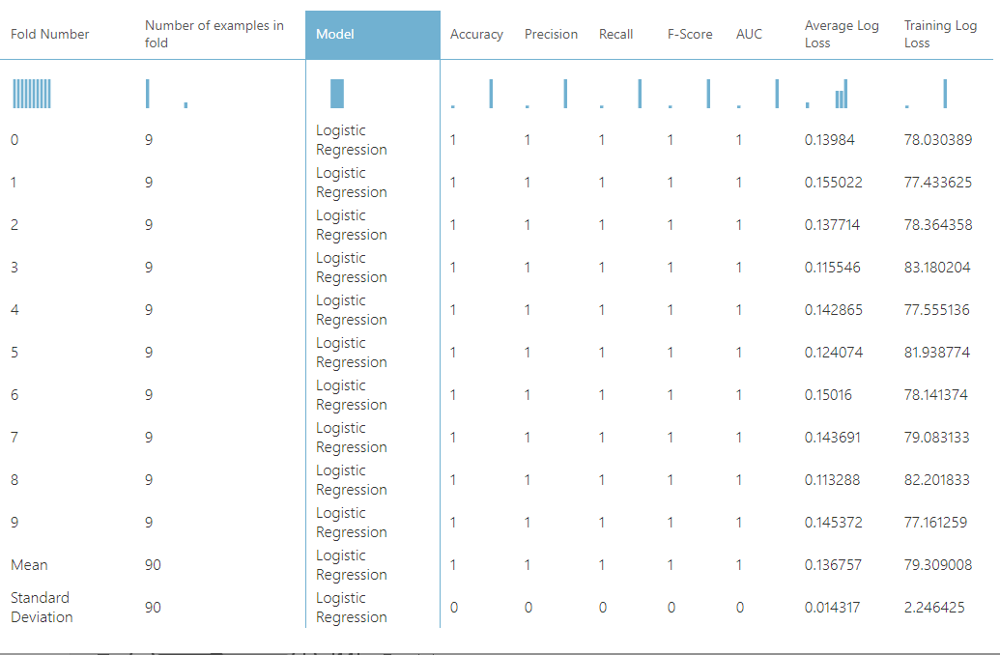 Fold Number Number of examples in fold Model Accuracy Precision Recall F-Score AUC Average Log Loss Training Log Loss
0 9 Logistic Regression 1 1 1 1 1 0.13984 78.030389
1 9 Logistic Regression 1 1 1 1 1 0.155022 77.433625
2 9 Logistic Regression 1 1 1 1 1 0.137714 78.364358
3 9 Logistic Regression 1 1 1 1 1 0.115546 83.180204
4 9 Logistic Regression 1 1 1 1 1 0.142865 77.555136
5 9 Logistic Regression 1 1 1 1 1 0.124074 81.938774
6 9 Logistic Regression 1 1 1 1 1 0.15016 78.141374
7 9 Logistic Regression 1 1 1 1 1 0.143691 79.083133
8 9 Logistic Regression 1 1 1 1 1 0.113288 82.201833
9 9 Logistic Regression 1 1 1 1 1 0.145372 77.161259
Mean 90 Logistic Regression 1 1 1 1 1 0.136757 79.309008
Standard Deviation 90 Logistic Regression 0 0 0 0 0 0.014317 2.246425